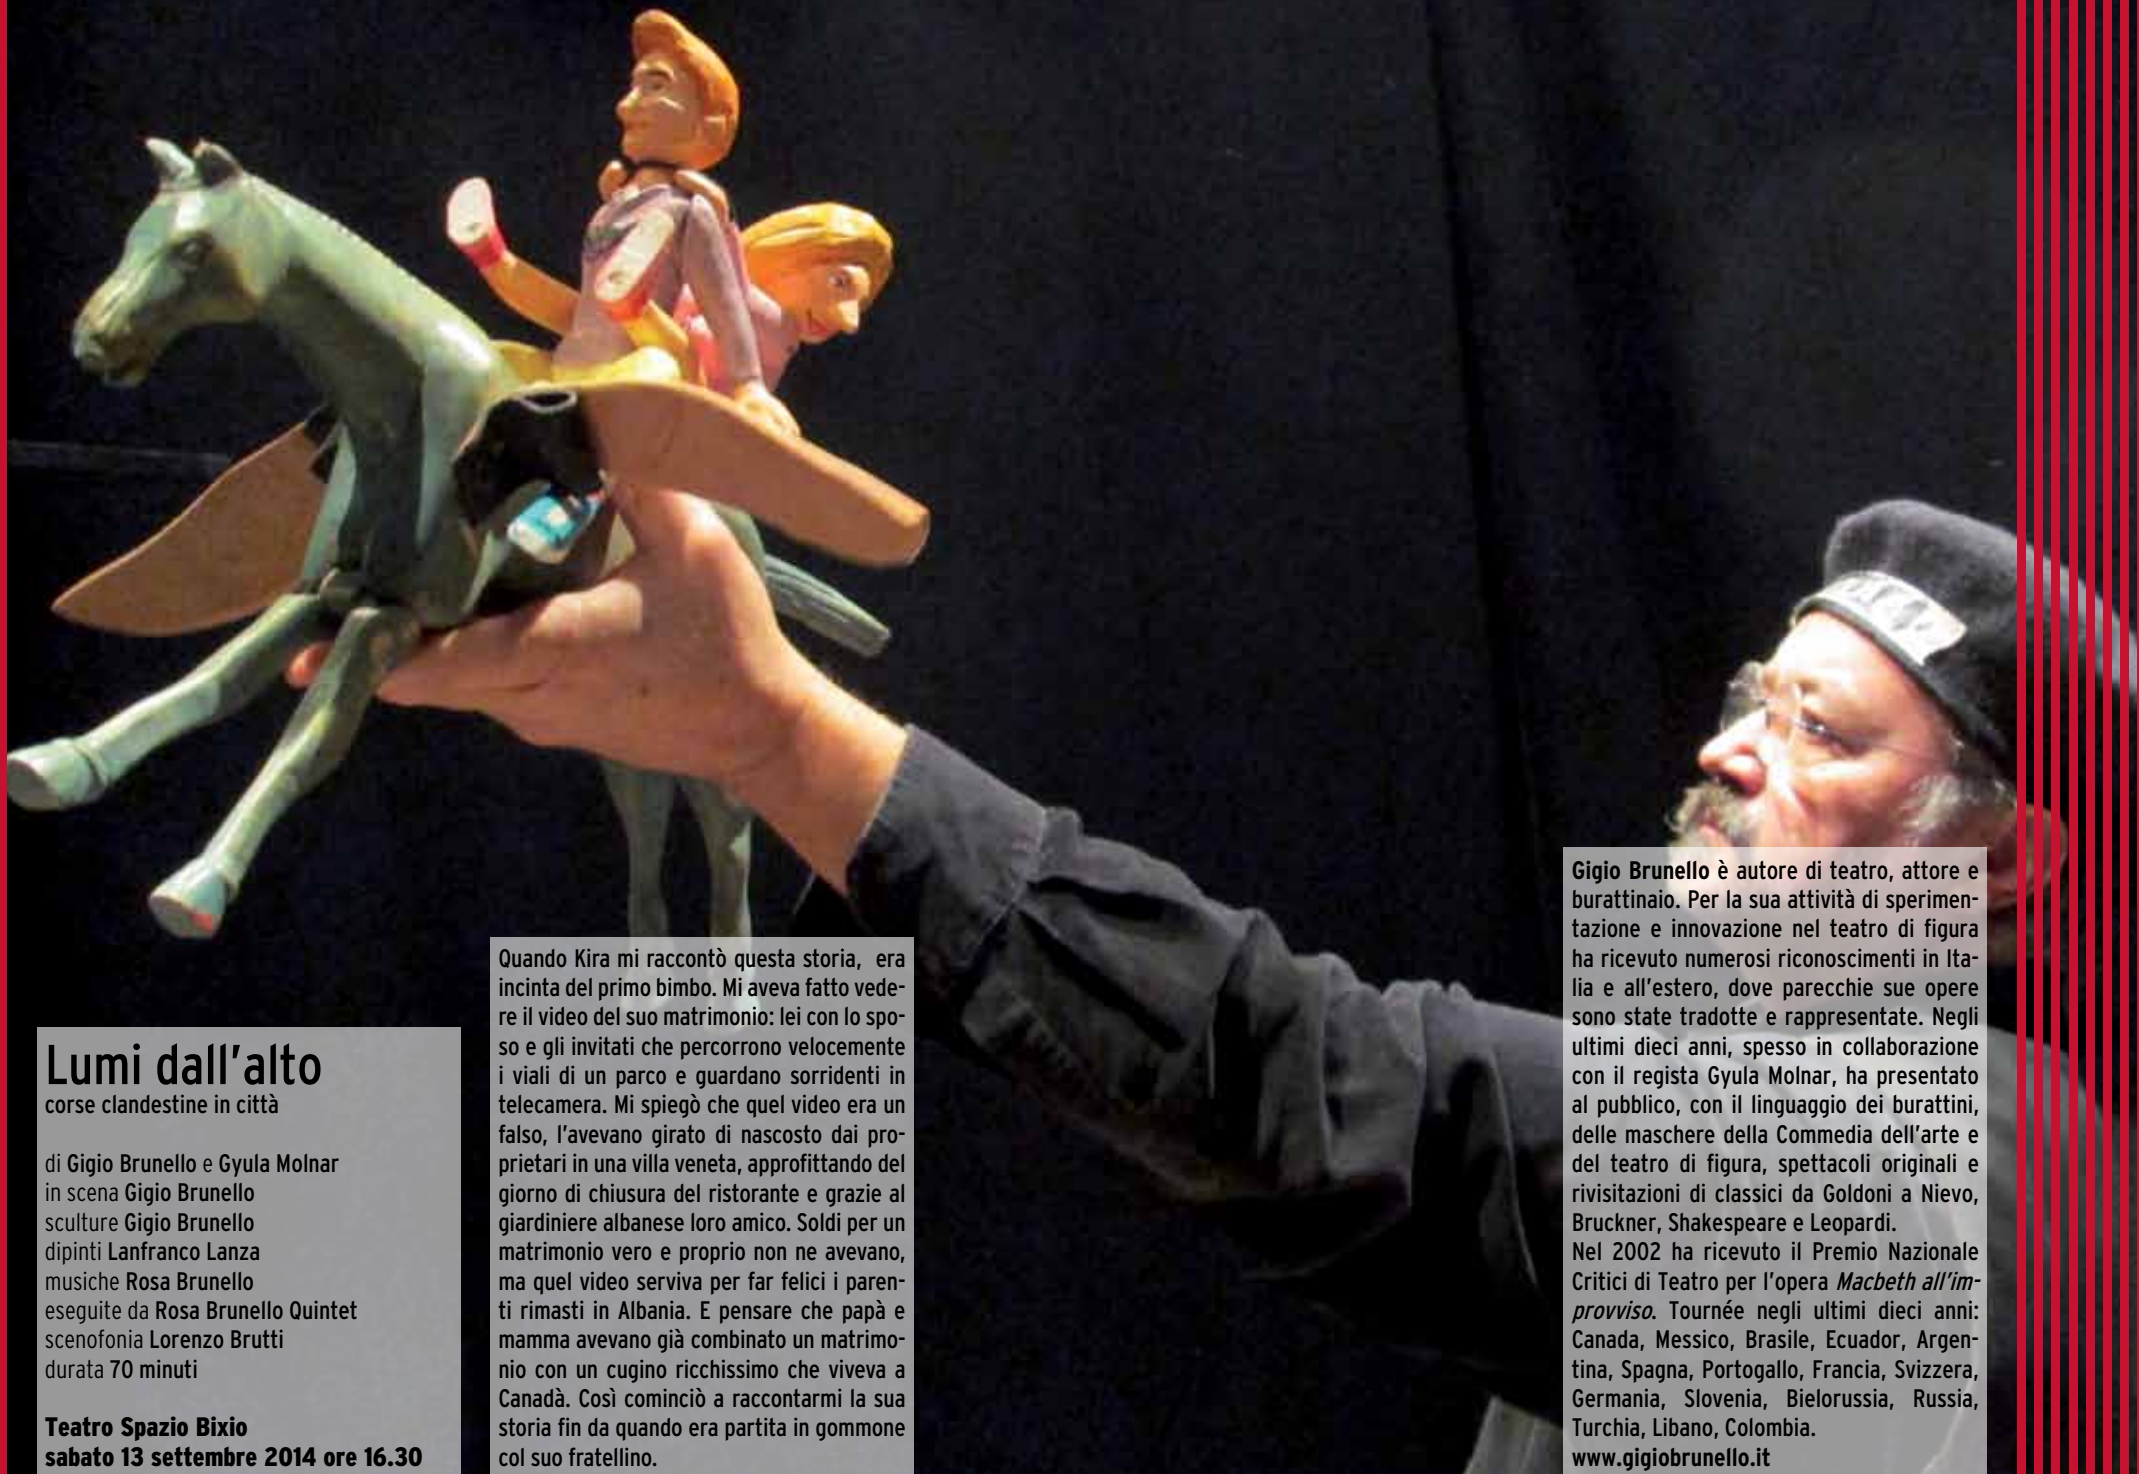 Lumi dall'alto
corse clandestine in città
di Gigio Brunello e Gyula Molnar
in scena Gigio Brunello
sculture Gigio Brunello
dipinti Lanfranco Lanza
musiche Rosa Brunello
eseguite da Rosa Brunello Quintet
scenofonia Lorenzo Brutti
durata 70 minuti
Teatro Spazio Bixio
sabato 13 settembre 2014 ore 16.30
Quando Kira mi raccontò questa storia, era
incinta del primo bimbo. Mi aveva fatto vede-
re il video del suo matrimonio: lei con lo spo-
so e gli invitati che percorrono velocemente
i viali di un parco e guardano sorridenti in
telecamera. Mi spiegò che quel video era un
falso, l'avevano girato di nascosto dai pro-
prietari in una villa veneta, approfittando del
giorno di chiusura del ristorante e grazie al
giardiniere albanese loro amico. Soldi per un
matrimonio vero e proprio non ne avevano,
ma quel video serviva per far felici i paren-
ti rimasti in Albania. E pensare che papà e
mamma avevano già combinato un matrimo-
nio con un cugino ricchissimo che viveva a
Canadà. Così cominciò a raccontarmi la sua
storia fin da quando era partita in gommone
col suo fratellino.
Gigio Brunello è autore di teatro, attore e
burattinaio. Per la sua attività di sperimen-
tazione e innovazione nel teatro di figura
ha ricevuto numerosi riconoscimenti in Ita-
lia e all'estero, dove parecchie sue opere
sono state tradotte e rappresentate. Negli
ultimi dieci anni, spesso in collaborazione
con il regista Gyula Molnar, ha presentato
al pubblico, con il linguaggio dei burattini,
delle maschere della Commedia dell'arte e
del teatro di figura, spettacoli originali e
rivisitazioni di classici da Goldoni a Nievo,
Bruckner, Shakespeare e Leopardi.
Nel 2002 ha ricevuto il Premio Nazionale
Critici di Teatro per l'opera Macbeth all'im-
provviso. Tournée negli ultimi dieci anni:
Canada, Messico, Brasile, Ecuador, Argen-
tina, Spagna, Portogallo, Francia, Svizzera,
Germania, Slovenia, Bielorussia, Russia,
Turchia, Libano, Colombia.
www.gigiobrunello.it